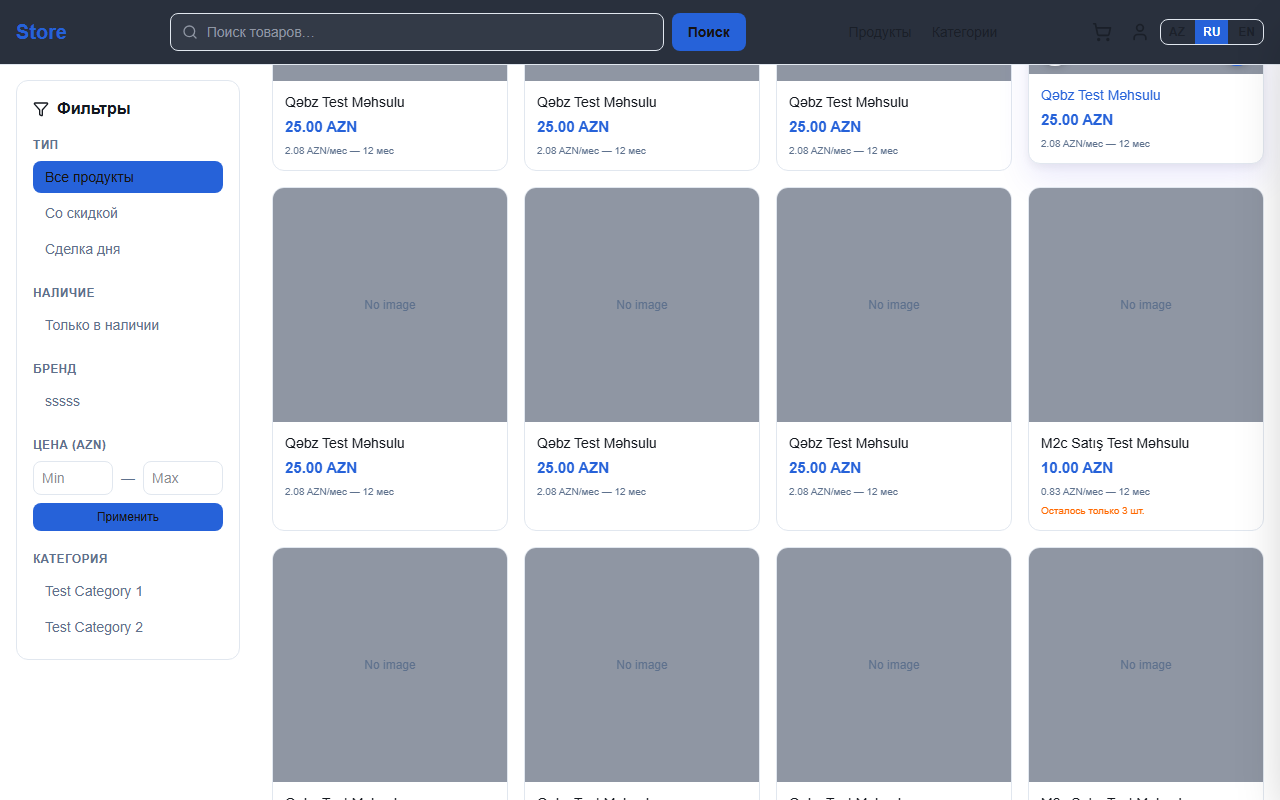 Store
Поиск товаров...
Поиск
Продукты
Категории
AZ
RU
EN
Фильтры
ТИП
Все продукты
Со скидкой
Сделка дня
НАЛИЧИЕ
Только в наличии
БРЕНД
sssss
ЦЕНА (AZN)
Min
—
Max
Применить
КАТЕГОРИЯ
Test Category 1
Test Category 2
Qəbz Test Məhsulu
25.00 AZN
2.08 AZN/мес — 12 мес
Qəbz Test Məhsulu
25.00 AZN
2.08 AZN/мес — 12 мес
Qəbz Test Məhsulu
25.00 AZN
2.08 AZN/мес — 12 мес
Qəbz Test Məhsulu
25.00 AZN
2.08 AZN/мес — 12 мес
No image
Qəbz Test Məhsulu
25.00 AZN
2.08 AZN/мес — 12 мес
No image
Qəbz Test Məhsulu
25.00 AZN
2.08 AZN/мес — 12 мес
No image
Qəbz Test Məhsulu
25.00 AZN
2.08 AZN/мес — 12 мес
No image
M2c Satış Test Məhsulu
10.00 AZN
0.83 AZN/мес — 12 мес
Осталось только 3 шт.
No image
No image
No image
No image